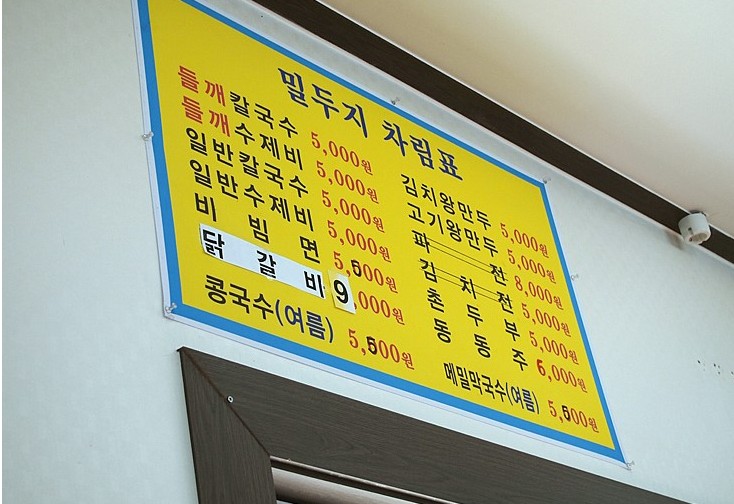 밀두지 차림표
들깨칼국수 5,000원
들깨수제비 5,000원
일반칼국수 5,000원
일반수제비 5,000원
비빔면 5,500원
닭갈비 9,000원
콩국수(여름) 5,500원
김치왕만두 5,000원
고기왕만두 5,000원
파전 8,000원
김치전 5,000원
촌두부 5,000원
동동주 6,000원
메밀막국수(여름) 5,500원